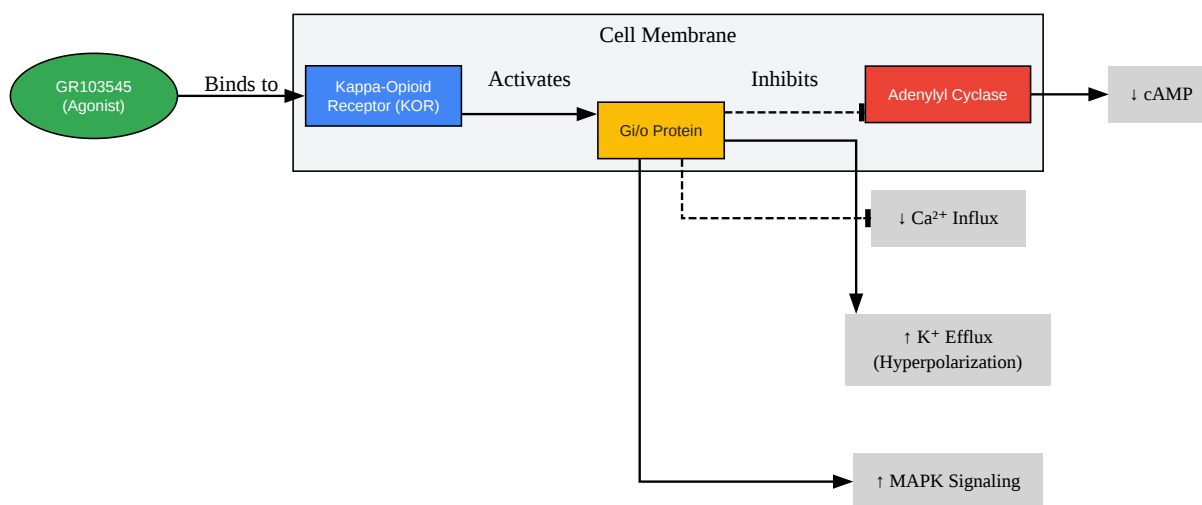 Cell Membrane
GR103545
(Agonist)
Binds to
Kappa-Opioid
Receptor (KOR)
Activates
Gi/o Protein
Inhibits
Adenylyl Cyclase
↓ cAMP
↓ Ca²⁺ Influx
↑ K⁺ Efflux
(Hyperpolarization)
↑ MAPK Signaling